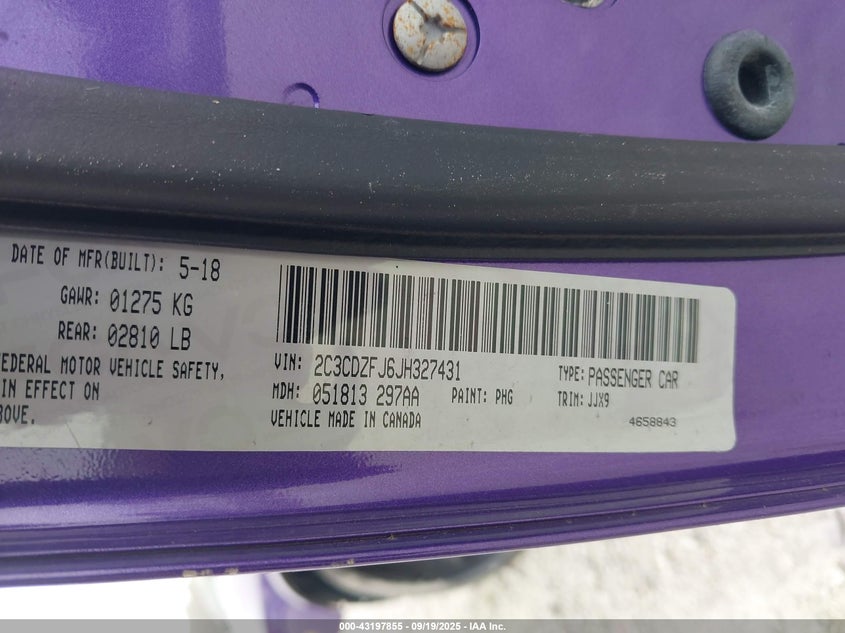 DATE OF MFR(BUILT): 5-18
GAWR: 01275 KG
REAR: 02810 LB
FEDERAL MOTOR VEHICLE SAFETY,
IN EFFECT ON
BOVE.
VIN: 2C3CDZFJ6JH327431
MDH: 051813 297AA
PAINT: PHG
VEHICLE MADE IN CANADA
TYPE: PASSENGER CAR
TRIM: JJX9
4658843
000-43197855 - 09/19/2025 - IAA Inc.